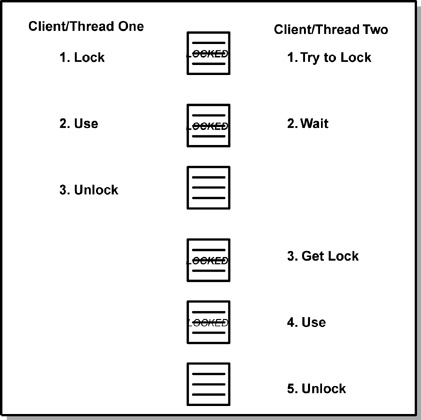 Client/Thread One
Client/Thread Two
1. Lock
LOCKED
1. Try to Lock
2. Use
LOCKED
2. Wait
3. Unlock
LOCKED
3. Get Lock
LOCKED
4. Use
5. Unlock